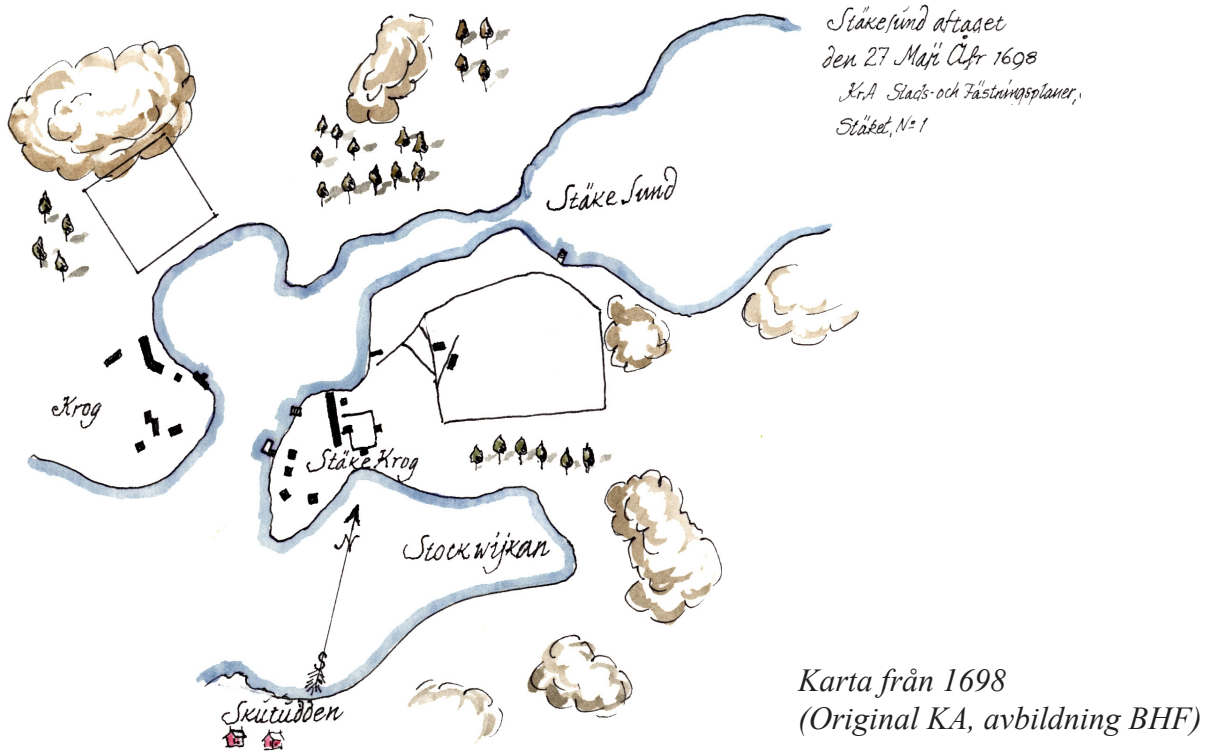 Stäkesund aftaget
den 27 Maji Åhr 1698
KrA Stads-och Fästningsplaner,
Stäket, No 1
Stäke Sund
Krog
Stäke Krog
N
Stockwijkan
S
Skutudden
Karta från 1698
(Original KA, avbildning BHF)